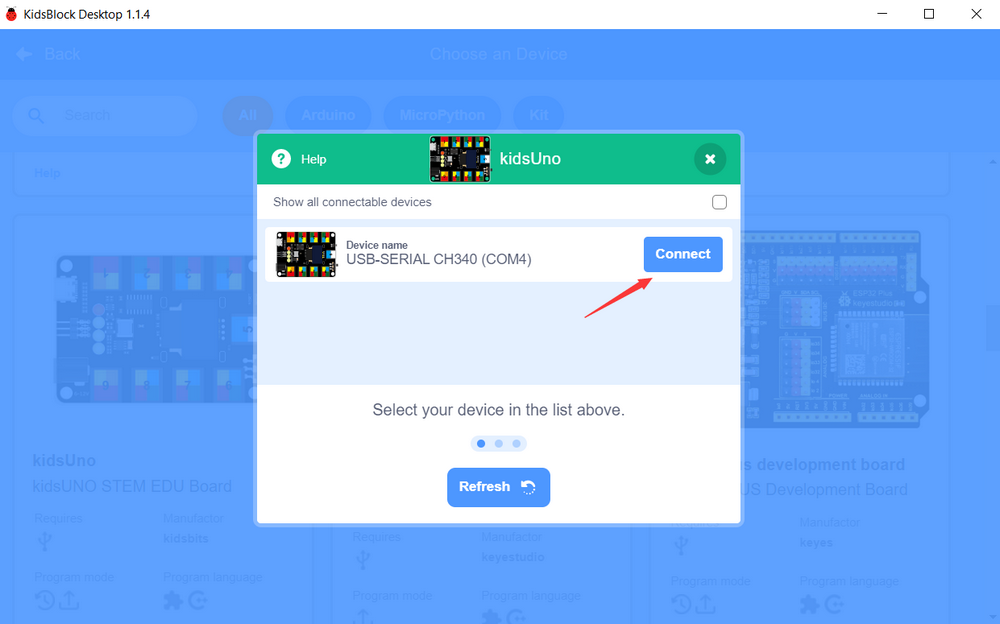 KidsBlock Desktop 1.1.4
Back
Choose an Device
Search
All
Arduino
MicroPython
Kit
Help
kidsUno
Help
Show all connectable devices
Device name
USB-SERIAL CH340 (COM4)
Connect
Select your device in the list above.
Refresh
kidsUno
kidsUNO STEM EDU Board
Requires
Manufactor
kidsbits
Program mode
Program language
Requires
Manufactor
keyestudio
Program mode
Program language
s development board
US Development Board
Requires
Manufactor
keyes
Program mode
Program language